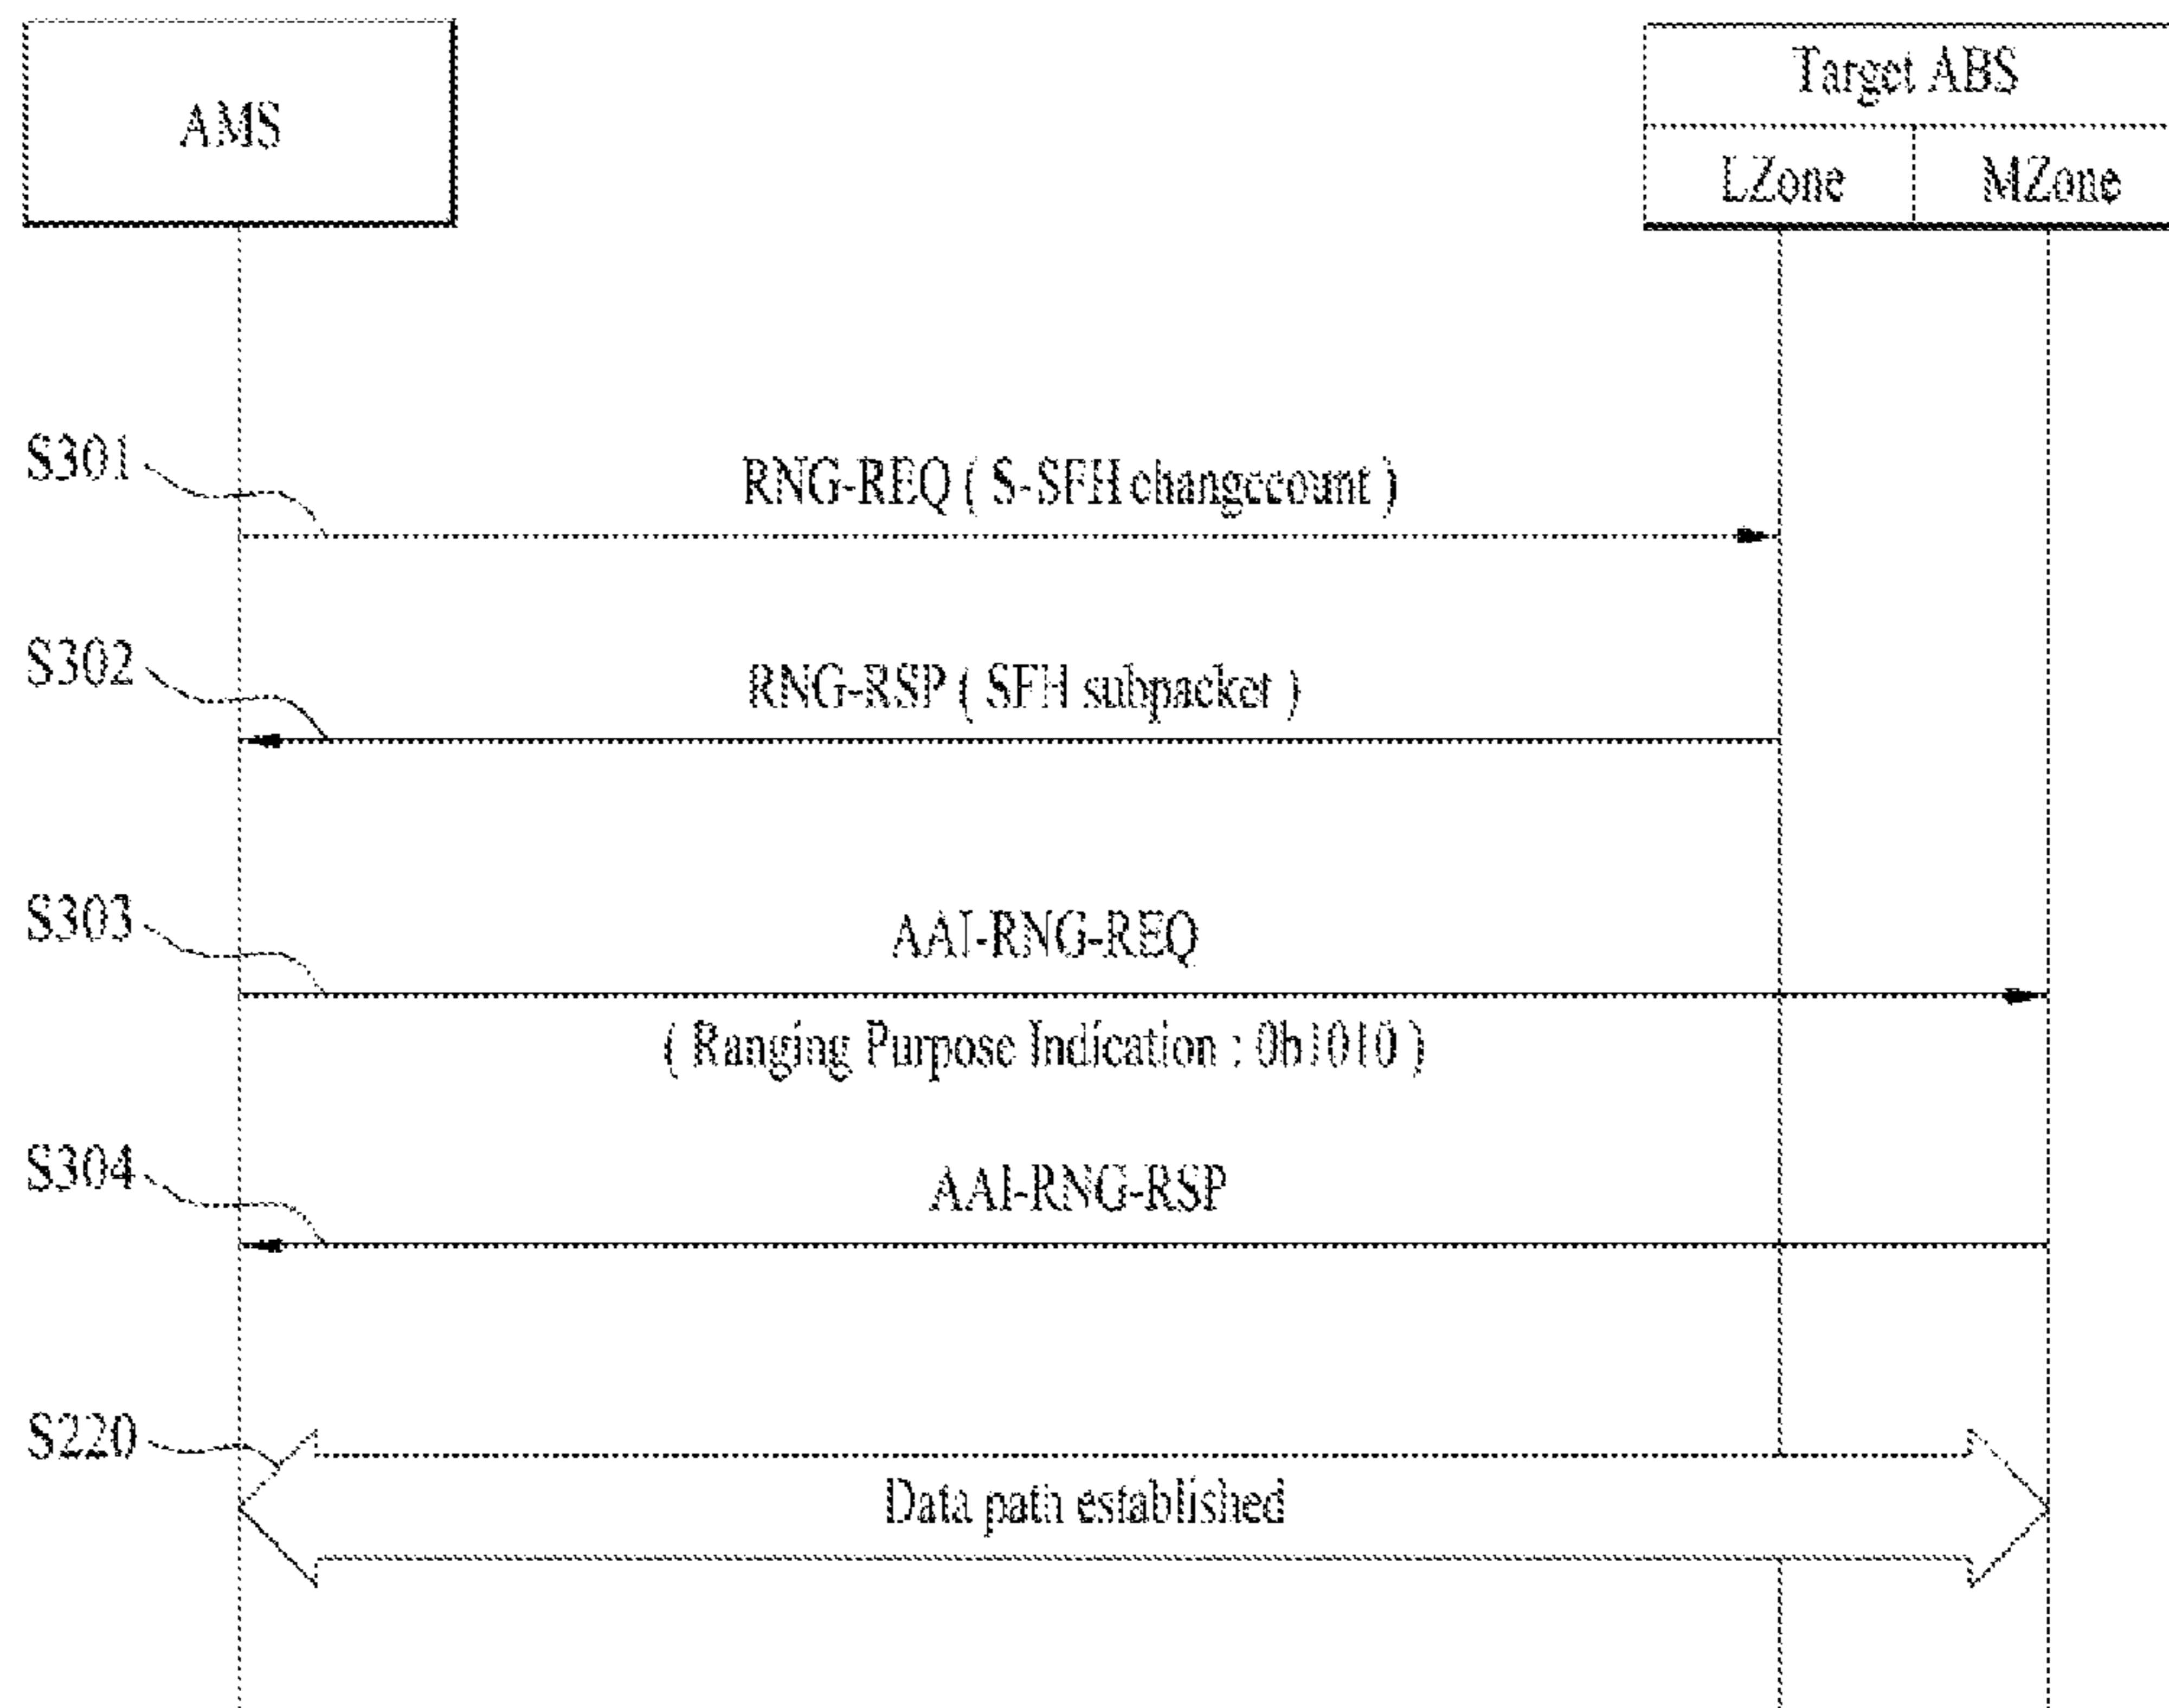 AMS
Target ABS
LZone
MZone
S301
RNG-REQ ( S-SFH changecount )
S302
RNG-RSP ( SFH subpacket )
S303
AAI-RNG-REQ
( Ranging Purpose Indication : 0b1010 )
S304
AAI-RNG-RSP
S220
Data path established